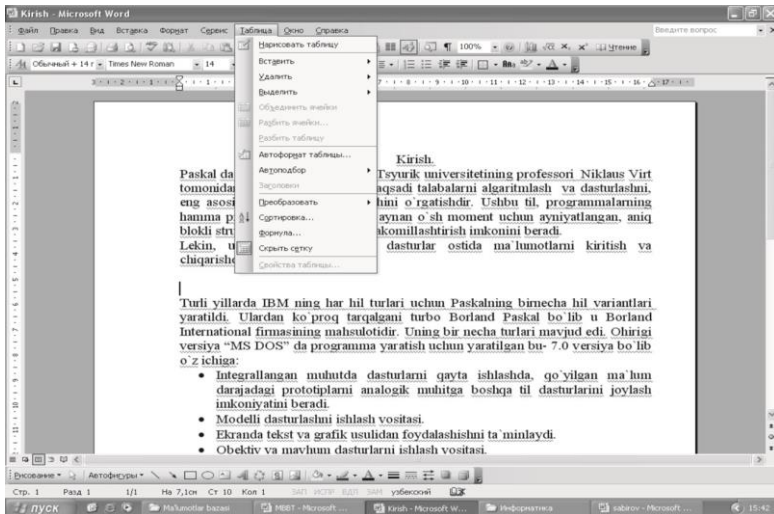 Kirish - Microsoft Word
Файл Правка Вид Вставка Формат Сервис Таблица Окно Справка
Введите вопрос
100% Чтение
Обычный + 14 г Times New Roman 14
Нарисовать таблицу
Вставить
Удалить
Выделить
Объединить ячейки
Разбить ячейки...
Разбить таблицу
Автоформат таблицы...
Автоподбор
Заголовки
Преобразовать
Сортировка...
Формула...
Скрыть сетку
Свойства таблицы...
Kirish.
Paskal da Tsyurik universitetining professori Niklaus Virt
tomonidan aqsadi talabalarni algaritmlash va dasturlashni,
eng asosi hini o`rgatishdir. Ushbu til, programmalarning
hamma p aynan o`sh moment uchun ayniyatlangan, aniq
blokli stru akomillashtirish imkonini beradi.
Lekin, u dasturlar ostida ma`lumotlarni kiritish va
chiqarish
Turli yillarda IBM ning har hil turlari uchun Paskalning birnecha hil variantlari
yaratildi. Ulardan ko`proq tarqalgani turbo Borland Paskal bo`lib u Borland
International firmasining mahsulotidir. Uning bir necha turlari mavjud edi. Ohirigi
versiya “MS DOS” da programma yaratish uchun yaratilgan bu- 7.0 versiya bo`lib
o`z ichiga:
• Integrallangan muhutda dasturlarni qayta ishlashda, qo`yilgan ma`lum
darajadagi prototiplarni analogik muhitga boshqa til dasturlarini joylash
imkoniyatini beradi.
• Modelli dasturlashni ishlash vositasi.
• Ekranda tekst va grafik usulidan foydalashishni ta`minlaydi.
• Obektiv va mavhum dasturlarni ishlash vositasi.
Рисование Автофигуры
Стр. 1 Разд 1 1/1 На 7,1см Ст 10 Кол 1 ЗАП ИСПР ВДЛ ЗАМ узбекский
пуск Ma'lumotlar bazasi MBBT - Microsoft ... Kirish - Microsoft W... Информатика sabirov - Microsoft ... 15:42